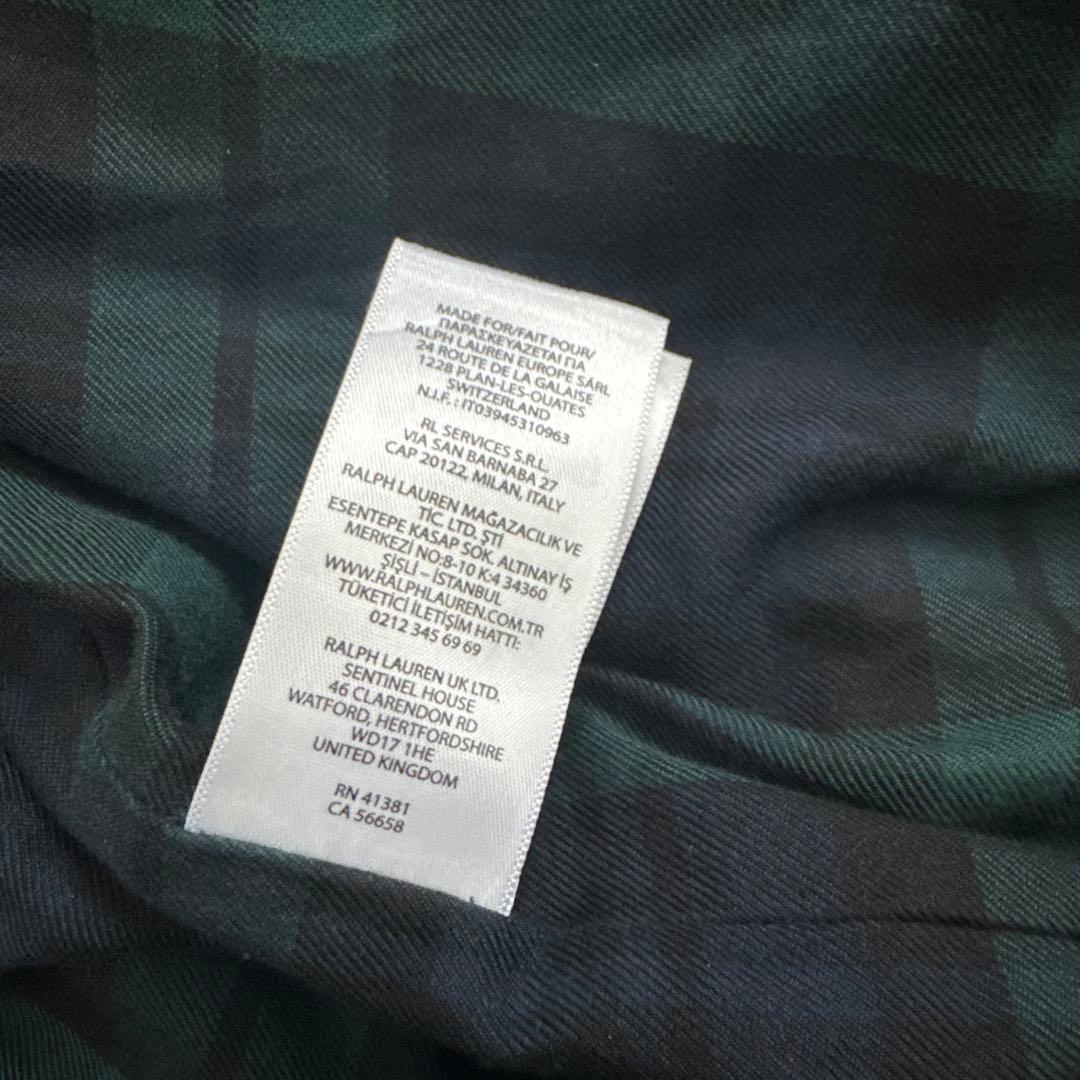 MADE FOR/FAIT POUR/
ΠΑΡΑΣΚΕΥΑΖΕΤΑΙ ΓΙΑ
RALPH LAUREN EUROPE SÀRL
24 ROUTE DE LA GALAISE
1228 PLAN-LES-OUATES
SWITZERLAND
N.I.F. : IT03945310963
RL SERVICES S.R.L.
VIA SAN BARNABA 27
CAP 20122, MILAN, ITALY
RALPH LAUREN MAĞAZACILIK VE
TİC. LTD. ŞTİ
ESENTEPE KASAP SOK. ALTINAY İŞ
MERKEZİ NO:8-10 K:4 34360
ŞİŞLİ – İSTANBUL
WWW.RALPHLAUREN.COM.TR
TÜKETİCİ İLETİŞİM HATTI:
0212 345 69 69
RALPH LAUREN UK LTD.
SENTINEL HOUSE
46 CLARENDON RD
WATFORD, HERTFORDSHIRE
WD17 1HE
UNITED KINGDOM
RN 41381
CA 56658